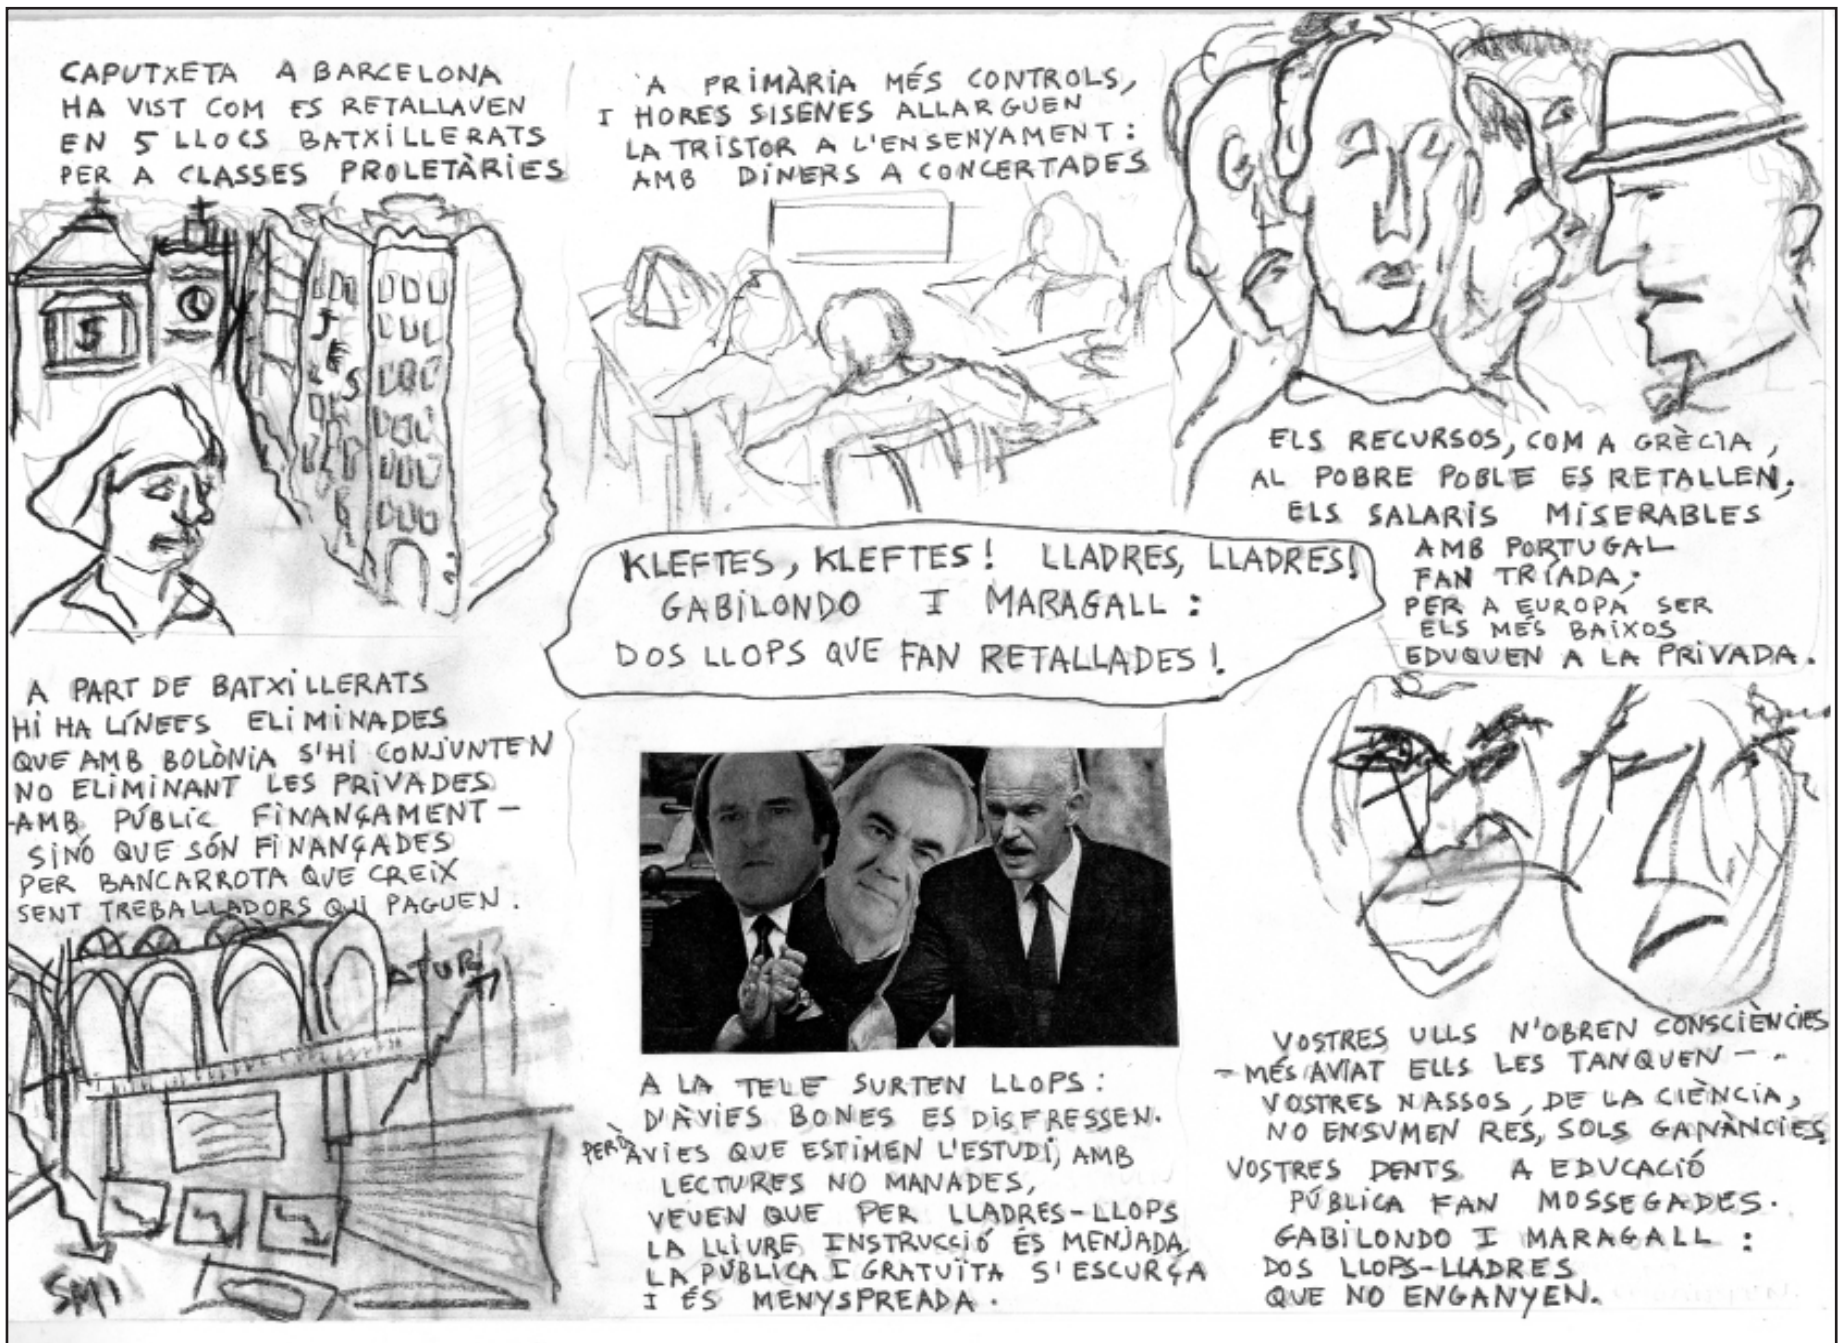 CAPUTXETA A BARCELONA
HA VIST COM ES RETALLAVEN
EN 5 LLOCS BATXILLERATS
PER A CLASSES PROLETÀRIES
$
JES
A PRIMÀRIA MÉS CONTROLS,
I HORES SISENES ALLARGUEN
LA TRISTOR A L'ENSENYAMENT:
AMB DINERS A CONCERTADES
ELS RECURSOS, COM A GRÈCIA,
AL POBRE POBLE ES RETALLEN;
ELS SALARIS MISERABLES
AMB PORTUGAL
FAN TRÍADA;
PER A EUROPA SER
ELS MÉS BAIXOS
EDUQUEN A LA PRIVADA.
KLEFTES, KLEFTES! LLADRES, LLADRES!
GABILONDO I MARAGALL:
DOS LLOPS QUE FAN RETALLADES!
A PART DE BATXILLERATS
HI HA LÍNEES ELIMINADES
QUE AMB BOLÒNIA S'HI CONJUNTEN
NO ELIMINANT LES PRIVADES
-AMB PÚBLIC FINANÇAMENT-
SINÓ QUE SÓN FINANÇADES
PER BANCARROTA QUE CREIX
SENT TREBALLADORS QUI PAGUEN.
ATUR
SMI
A LA TELE SURTEN LLOPS:
D'ÀVIES BONES ES DISFRESSEN.
PERÒ ÀVIES QUE ESTIMEN L'ESTUDI, AMB
LECTURES NO MANADES,
VEUEN QUE PER LLADRES-LLOPS
LA LLIURE INSTRUCCIÓ ÉS MENJADA,
LA PÚBLICA I GRATUÏTA S'ESCURÇA
I ÉS MENYSPREADA.
VOSTRES ULLS N'OBREN CONSCIÈNCIES
-MÉS AVIAT ELLS LES TANQUEN-.
VOSTRES NASSOS, DE LA CIÈNCIA,
NO ENSUMEN RES, SOLS GANÀNCIES,
VOSTRES DENTS A EDUCACIÓ
PÚBLICA FAN MOSSEGADES.
GABILONDO I MARAGALL:
DOS LLOPS-LLADRES
QUE NO ENGANYEN.